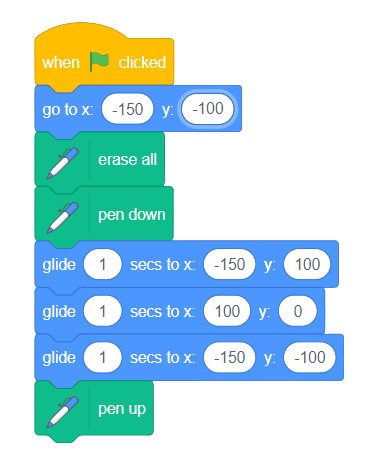 when clicked
go to x: -150 y: -100
erase all
pen down
glide 1 secs to x: -150 y: 100
glide 1 secs to x: 100 y: 0
glide 1 secs to x: -150 y: -100
pen up